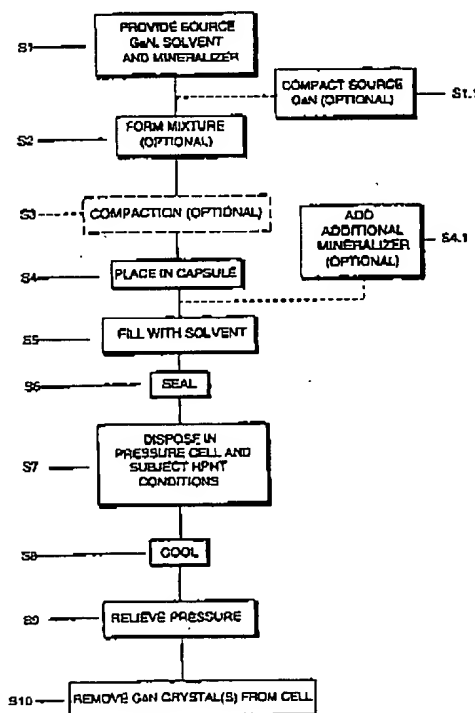 PROVIDE SOURCE
S1
GaN, SOLVENT
AND MINERALIZER
COMPACT SOURCE
GaN (OPTIONAL)
S1.1
FORM MIXTURE
(OPTIONAL)
S2
S3
COMPACTION (OPTIONAL)
ADD
ADDITIONAL
MINERALIZER
(OPTIONAL)
S4.1
S4
PLACE IN CAPSULE
S5
FILL WITH SOLVENT
S6
SEAL
DISPOSE IN
PRESSURE CELL AND
SUBJECT HPHT
CONDITIONS
S7
S8
COOL
S9
RELIEVE PRESSURE
S10
REMOVE GaN CRYSTAL(S) FROM CELL